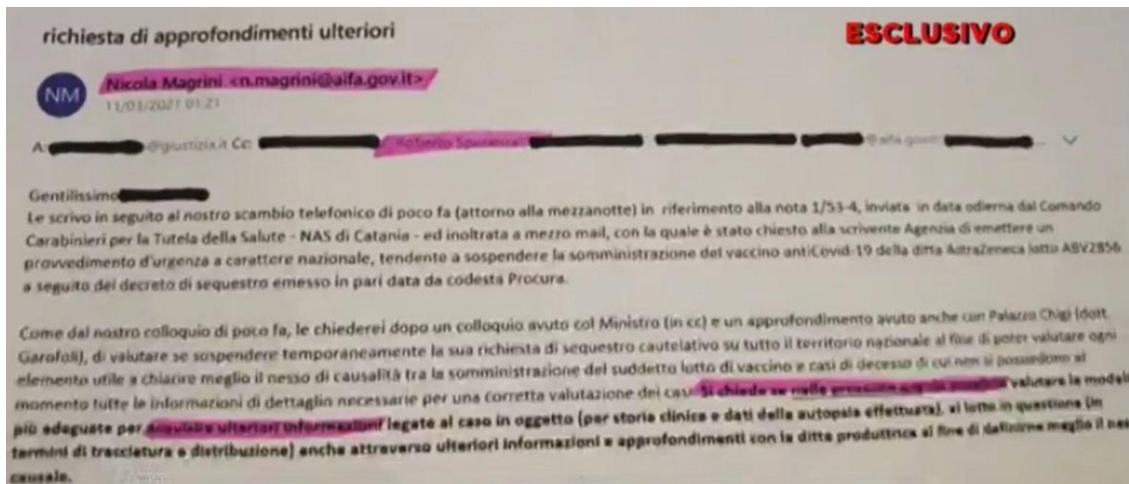 richiesta di approfondimenti ulteriori
ESCLUSIVO
NM
Nicola Magrini <n.magrini@aifa.gov.it>
11/03/2021 01:21
A: @giustizia.it Cc: Roberto Speranza @aifa.gov
Gentilissimo
Le scrivo in seguito al nostro scambio telefonico di poco fa (attorno alla mezzanotte) in riferimento alla nota 1/53-4, inviata in data odierna dal Comando
Carabinieri per la Tutela della Salute - NAS di Catania - ed inoltrata a mezzo mail, con la quale è stato chiesto alla scrivente Agenzia di emettere un
provvedimento d'urgenza a carattere nazionale, tendente a sospendere la somministrazione del vaccino antiCovid-19 della ditta AstraZeneca lotto ABV2856
a seguito del decreto di sequestro emesso in pari data da codesta Procura.
Come dal nostro colloquio di poco fa, le chiederei dopo un colloquio avuto col Ministro (in cc) e un approfondimento avuto anche con Palazzo Chigi (dott.
Garofoli), di valutare se sospendere temporaneamente la sua richiesta di sequestro cautelativo su tutto il territorio nazionale al fine di poter valutare ogni
elemento utile a chiarire meglio il nesso di causalità tra la somministrazione del suddetto lotto di vaccino e casi di decesso di cui non si possiedono al
momento tutte le informazioni di dettaglio necessarie per una corretta valutazione dei casi. Si chiede se nelle prossime valutare le modali
più adeguate per acquisire ulteriori informazioni legate al caso in oggetto (per storia clinica e dati della autopsia effettuata), al lotto in questione (in
termini di tracciatura e distribuzione) anche attraverso ulteriori informazioni e approfondimenti con la ditta produttrice al fine di definirne meglio il nes
causale.